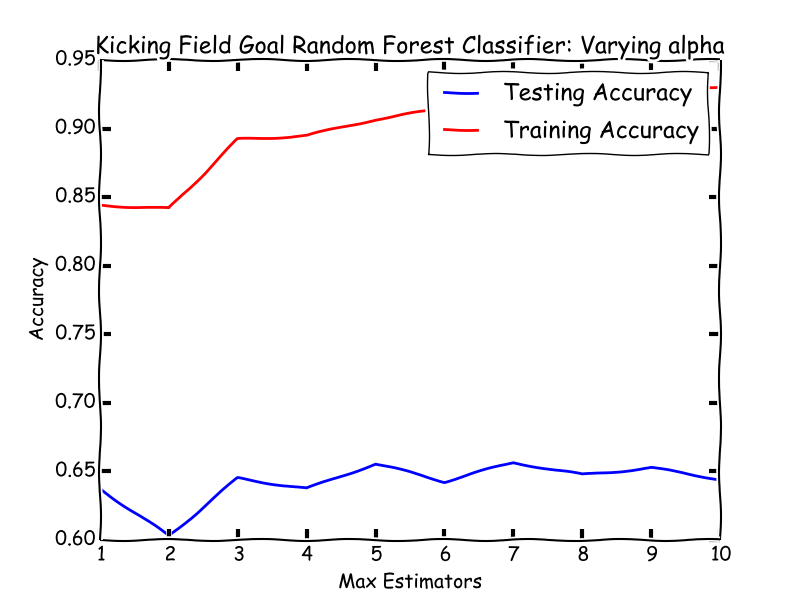 Kicking Field Goal Random Forest Classifier: Varying alpha
0.95
Testing Accuracy
Training Accuracy
0.90
0.85
0.80
0.75
0.70
0.65
0.60
Accuracy
1 2 3 4 5 6 7 8 9 10
Max Estimators